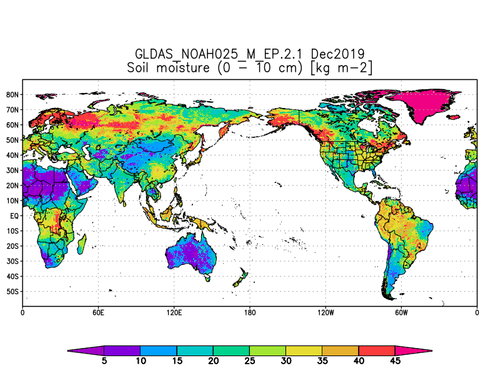 GLDAS_NOAH025_M_EP.2.1 Dec2019
Soil moisture (0 - 10 cm) [kg m-2]
80N
70N
60N
50N
40N
30N
20N
10N
EQ
10S
20S
30S
40S
50S
0 60E 120E 180 120W 60W 0
5 10 15 20 25 30 35 40 45